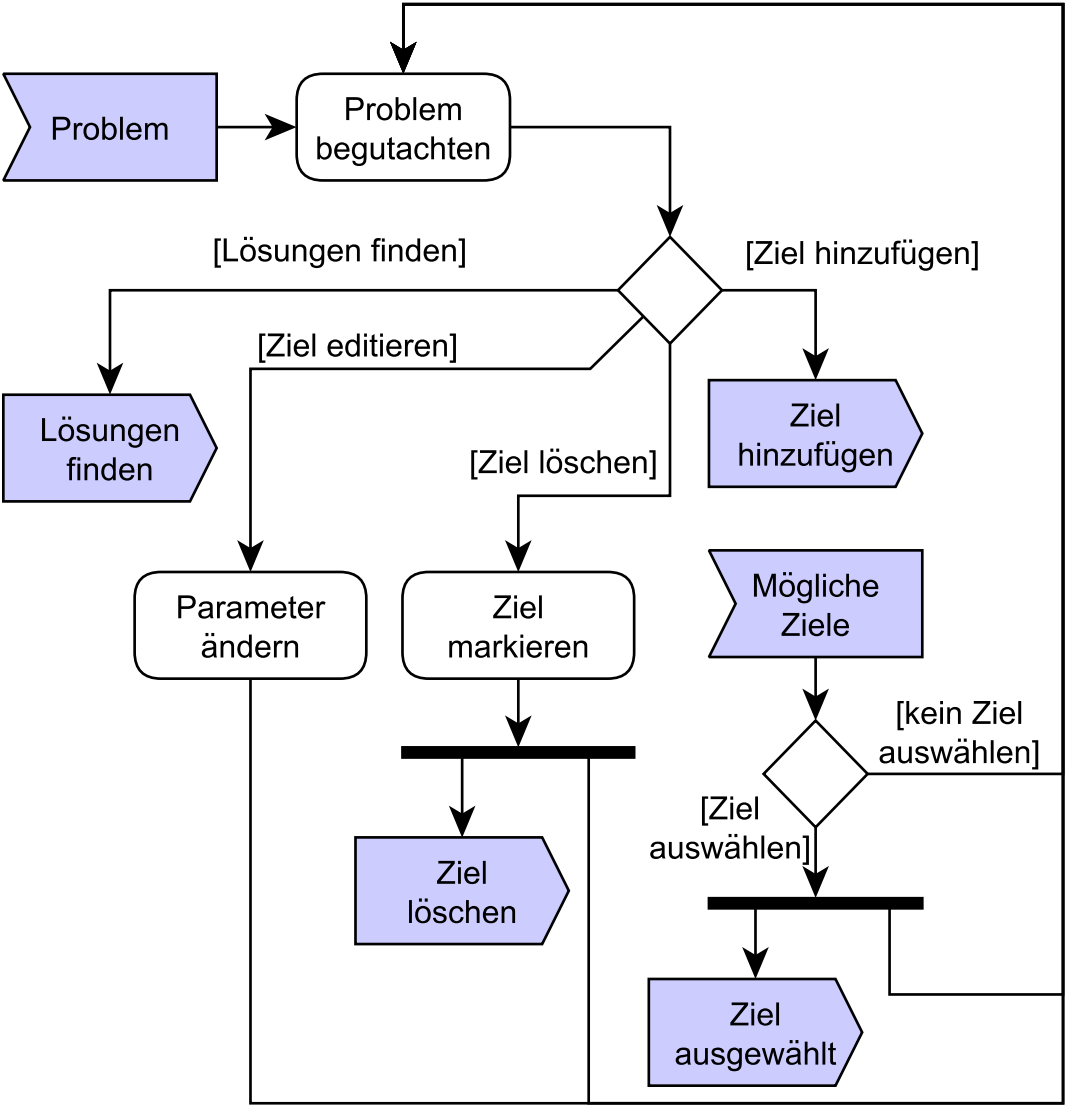 Problem
Problem
begutachten
[Lösungen finden]
[Ziel hinzufügen]
[Ziel editieren]
Lösungen
finden
Ziel
hinzufügen
[Ziel löschen]
Parameter
ändern
Ziel
markieren
Mögliche
Ziele
[kein Ziel
auswählen]
[Ziel
auswählen]
Ziel
löschen
Ziel
ausgewählt